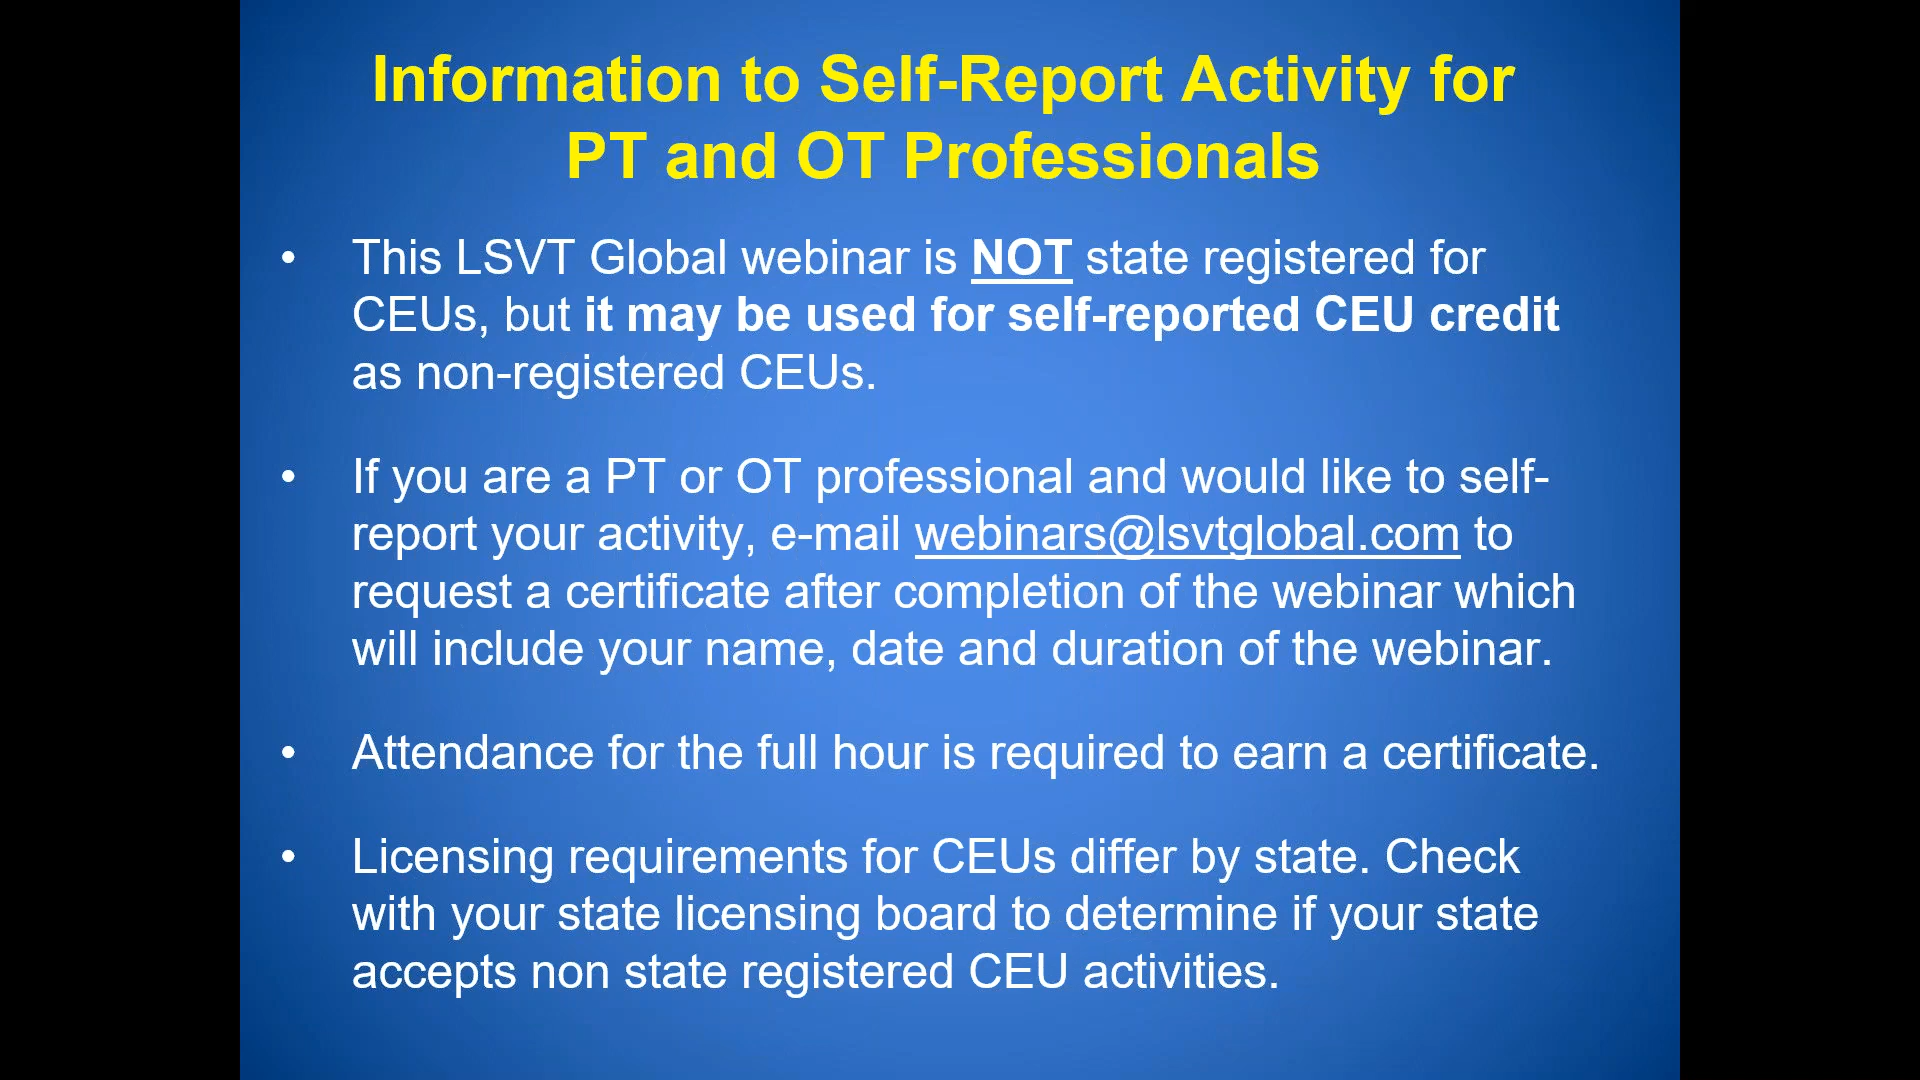 Information to Self-Report Activity for
PT and OT Professionals
• This LSVT Global webinar is NOT state registered for
CEUs, but it may be used for self-reported CEU credit
as non-registered CEUs.
• If you are a PT or OT professional and would like to self-
report your activity, e-mail webinars@lsvtglobal.com to
request a certificate after completion of the webinar which
will include your name, date and duration of the webinar.
• Attendance for the full hour is required to earn a certificate.
• Licensing requirements for CEUs differ by state. Check
with your state licensing board to determine if your state
accepts non state registered CEU activities.